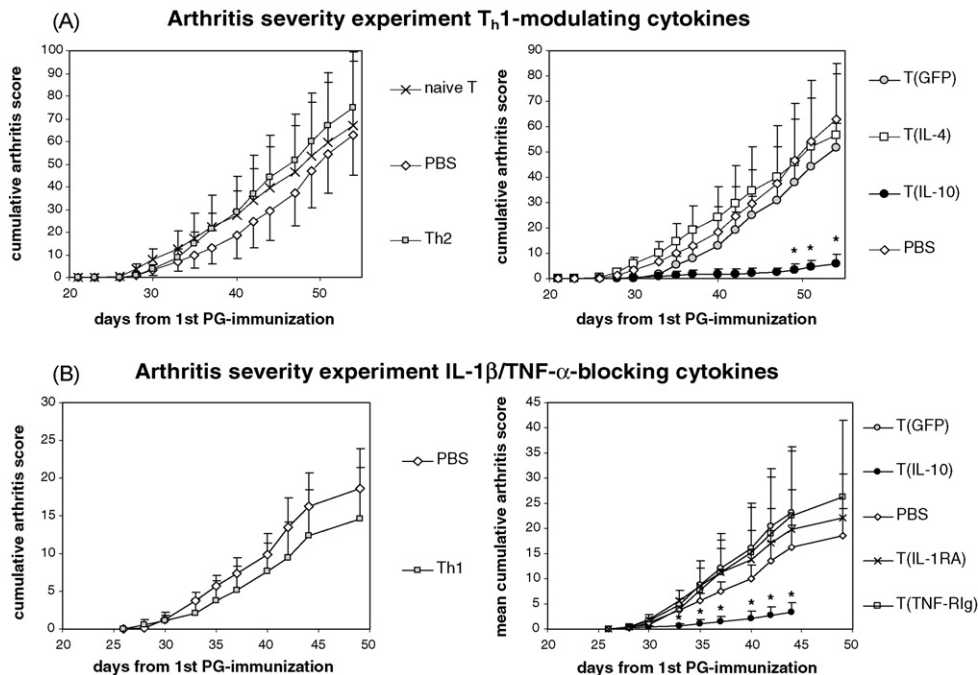 (A)
Arthritis severity experiment Th1-modulating cytokines
cumulative arthritis score
100
90
80
70
60
50
40
30
20
10
0
20 30 40 50
days from 1st PG-immunization
naive T
PBS
Th2
cumulative arthritis score
90
80
70
60
50
40
30
20
10
0
* * *
20 30 40 50
days from 1st PG-immunization
T(GFP)
T(IL-4)
T(IL-10)
PBS
(B)
Arthritis severity experiment IL-1β/TNF-α-blocking cytokines
cumulative arthritis score
30
25
20
15
10
5
0
20 25 30 35 40 45 50
days from 1st PG-immunization
PBS
Th1
mean cumulative arthritis score
45
40
35
30
25
20
15
10
5
0
* * * * * *
20 25 30 35 40 45 50
days from 1st PG-immunization
T(GFP)
T(IL-10)
PBS
T(IL-1RA)
T(TNF-RIg)